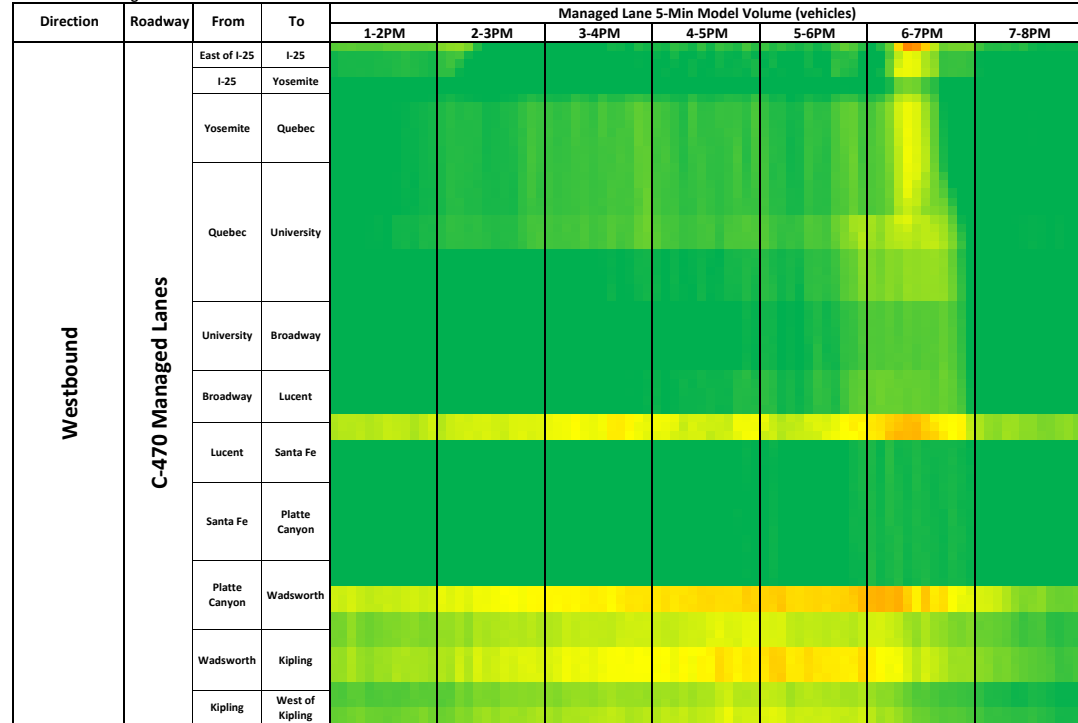 Direction
Roadway
From
To
Managed Lane 5-Min Model Volume (vehicles)
1-2PM
2-3PM
3-4PM
4-5PM
5-6PM
6-7PM
7-8PM
Westbound
C-470 Managed Lanes
East of I-25
I-25
I-25
Yosemite
Yosemite
Quebec
Quebec
University
University
Broadway
Broadway
Lucent
Lucent
Santa Fe
Santa Fe
Platte
Canyon
Platte
Canyon
Wadsworth
Wadsworth
Kipling
Kipling
West of
Kipling